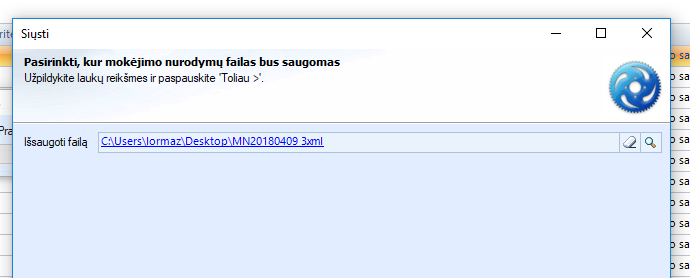 Siųsti
Pasirinkti, kur mokėjimo nurodymų failas bus saugomas
Užpildykite laukų reikšmes ir paspauskite 'Toliau >'.
Išsaugoti failą C:\Users\lormaz\Desktop\MN20180409 3xml